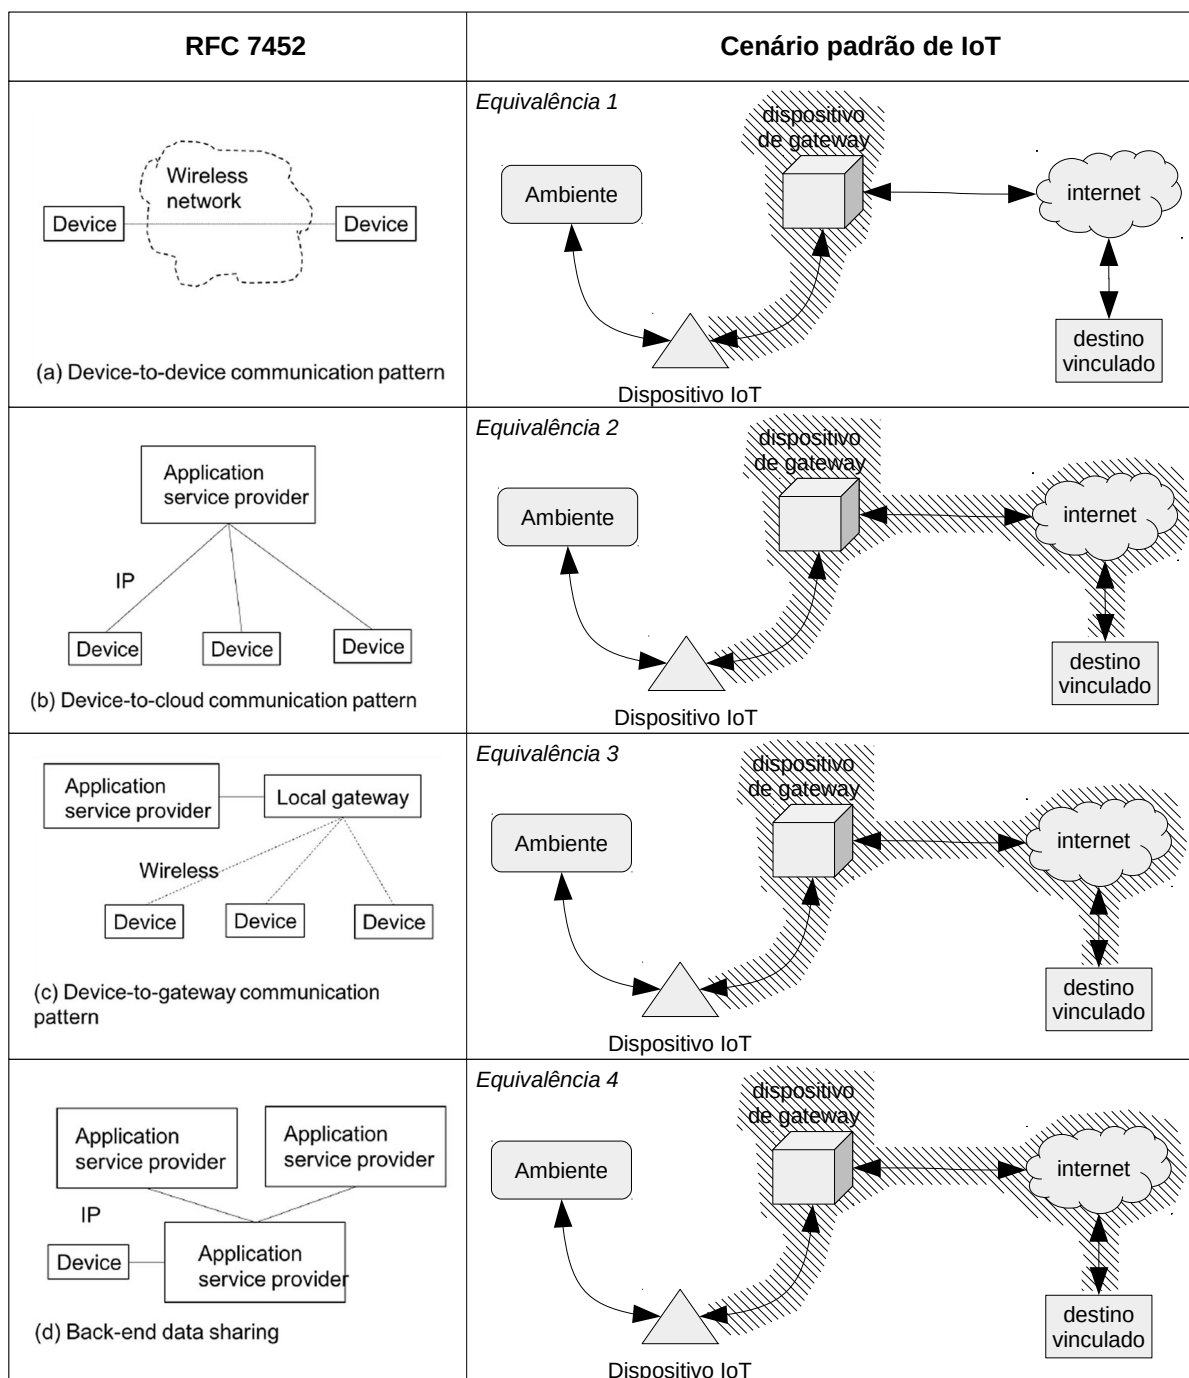 RFC 7452
Cenário padrão de IoT
Wireless
network
Device
Device
(a) Device-to-device communication pattern
Equivalência 1
dispositivo
de gateway
Ambiente
internet
destino
vinculado
Dispositivo IoT
Application
service provider
IP
Device
Device
Device
(b) Device-to-cloud communication pattern
Equivalência 2
dispositivo
de gateway
Ambiente
internet
destino
vinculado
Dispositivo IoT
Application
service provider
Local gateway
Wireless
Device
Device
Device
(c) Device-to-gateway communication
pattern
Equivalência 3
dispositivo
de gateway
Ambiente
internet
destino
vinculado
Dispositivo IoT
Application
service provider
Application
service provider
IP
Device
Application
service provider
(d) Back-end data sharing
Equivalência 4
dispositivo
de gateway
Ambiente
internet
destino
vinculado
Dispositivo IoT